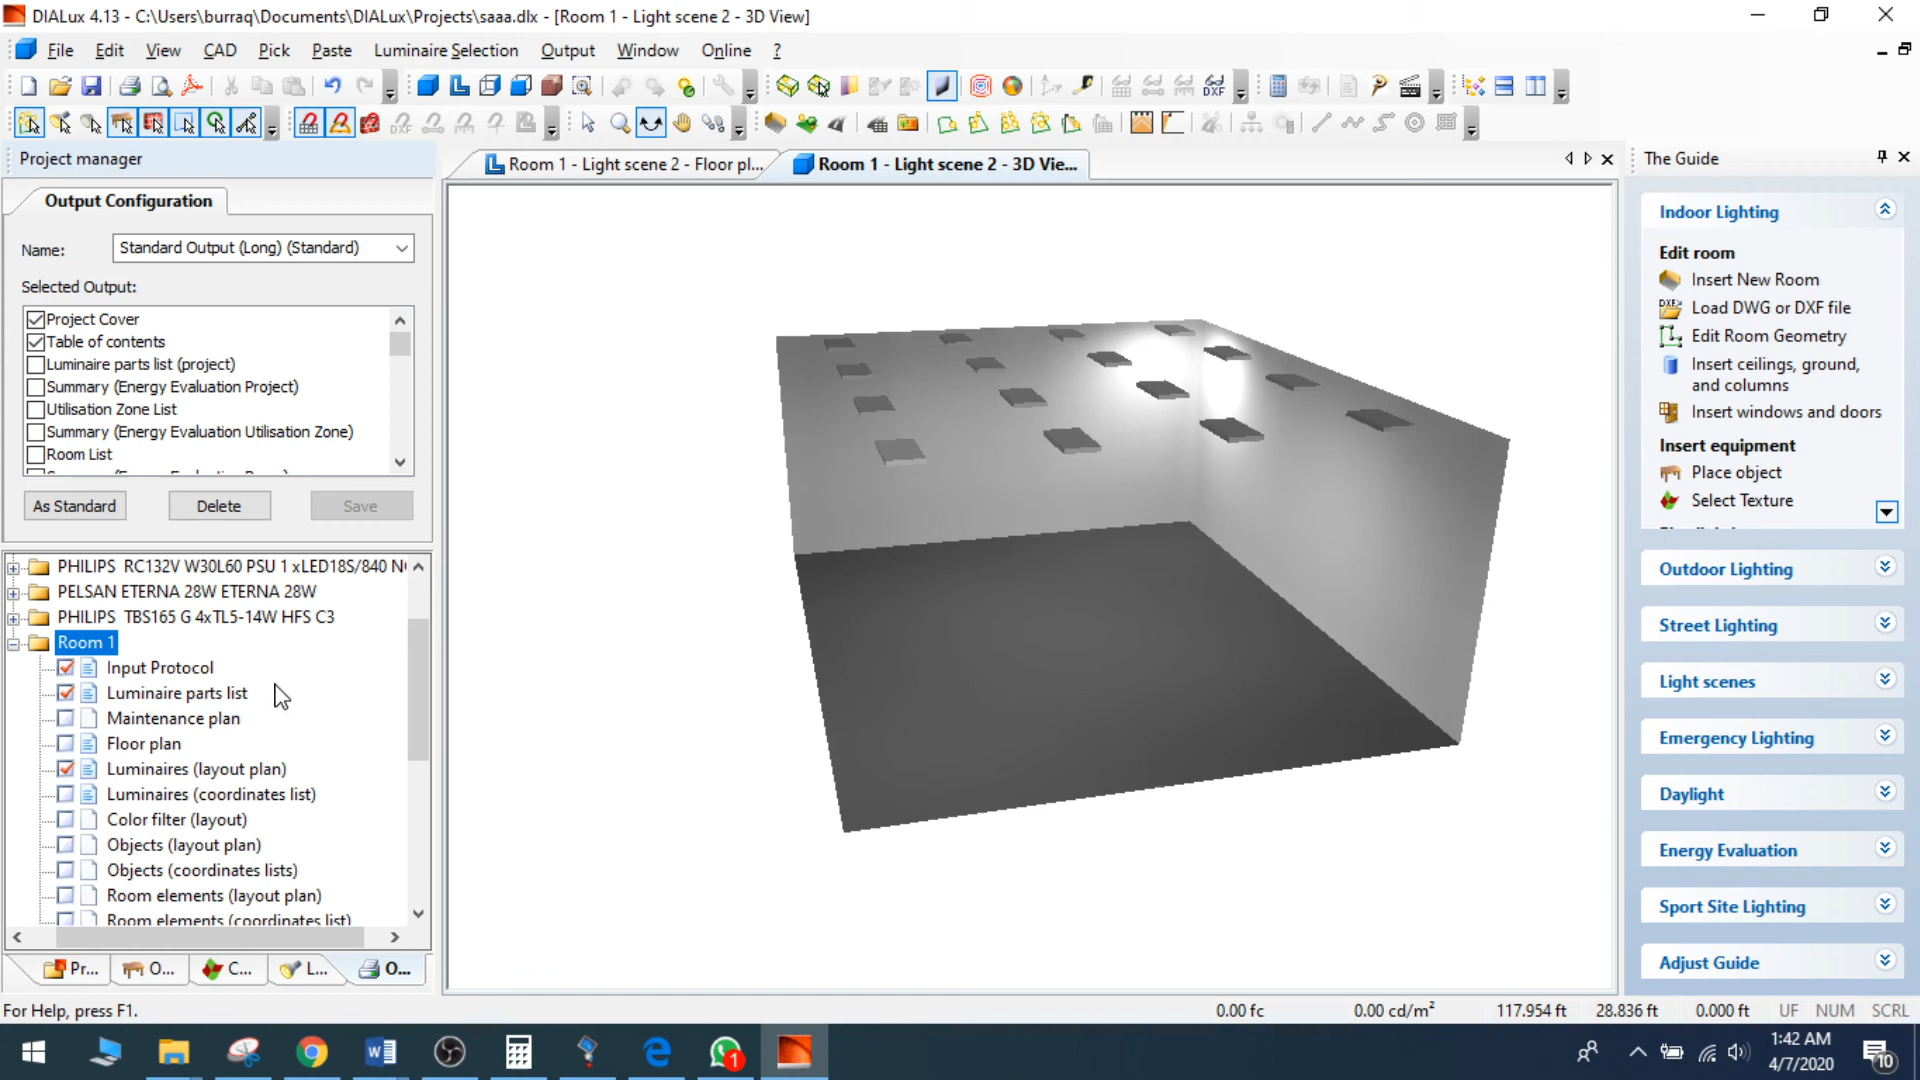 DIALux 4.13 - C:\Users\burraq\Documents\DIALux\Projects\saaa.dlx - [Room 1 - Light scene 2 - 3D View]
File Edit View CAD Pick Paste Luminaire Selection Output Window Online ?
DXF
DXF
Project manager
Output Configuration
Name: Standard Output (Long) (Standard)
Selected Output:
Project Cover
Table of contents
Luminaire parts list (project)
Summary (Energy Evaluation Project)
Utilisation Zone List
Summary (Energy Evaluation Utilisation Zone)
Room List
As Standard Delete Save
PHILIPS RC132V W30L60 PSU 1 xLED18S/840 N
PELSAN ETERNA 28W ETERNA 28W
PHILIPS TBS165 G 4xTL5-14W HFS C3
Room 1
Input Protocol
Luminaire parts list
Maintenance plan
Floor plan
Luminaires (layout plan)
Luminaires (coordinates list)
Color filter (layout)
Objects (layout plan)
Objects (coordinates lists)
Room elements (layout plan)
Room elements (coordinates list)
Pr... O... C... L... O...
Room 1 - Light scene 2 - Floor pl... Room 1 - Light scene 2 - 3D Vie...
The Guide
Indoor Lighting
Edit room
Insert New Room
Load DWG or DXF file
Edit Room Geometry
Insert ceilings, ground,
and columns
Insert windows and doors
Insert equipment
Place object
Select Texture
Outdoor Lighting
Street Lighting
Light scenes
Emergency Lighting
Daylight
Energy Evaluation
Sport Site Lighting
Adjust Guide
For Help, press F1. 0.00 fc 0.00 cd/m² 117.954 ft 28.836 ft 0.000 ft UF NUM SCRL
1
1:42 AM
4/7/2020
10